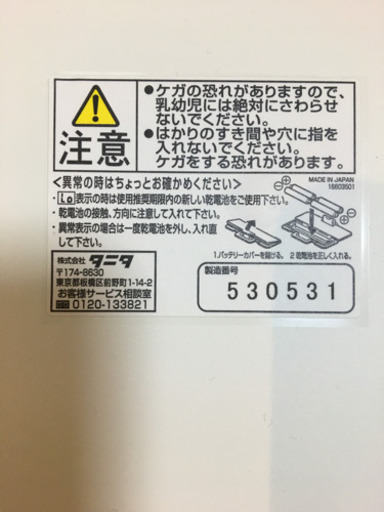 注意
●ケガの恐れがありますので、
乳幼児には絶対にさわらせ
ないでください。
●はかりのすき間や穴に指を
入れないでください。
ケガをする恐れがあります。
<異常の時はちょっとお確かめください>
MADE IN JAPAN
・Lo表示の時は使用推奨期限内の新しい乾電池をご使用下さい。
・乾電池の接触、方向に注意して入れて下さい。
・異常表示の場合は一度乾電池を外し、入れ直
して下さい。
1.バッテリーカバーを開ける。 2.乾電池を正しく入れる。
株式会社 タニタ
〒174-8630
東京都板橋区前野町1-14-2
お客様サービス相談室
0120-133821
製造番号
530531